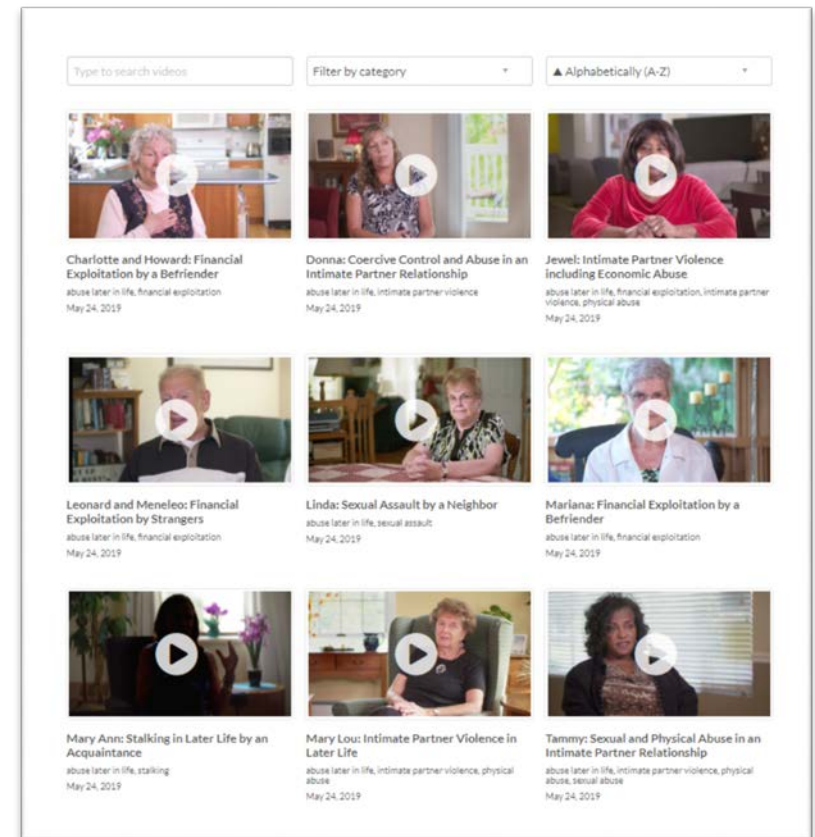 Type to search videos
Filter by category
▲ Alphabetically (A-Z)
Charlotte and Howard: Financial
Exploitation by a Befriender
abuse later in life, financial exploitation
May 24, 2019
Donna: Coercive Control and Abuse in an
Intimate Partner Relationship
abuse later in life, intimate partner violence
May 24, 2019
Jewel: Intimate Partner Violence
including Economic Abuse
abuse later in life, financial exploitation, intimate partner
violence, physical abuse
May 24, 2019
Leonard and Meneleo: Financial
Exploitation by Strangers
abuse later in life, financial exploitation
May 24, 2019
Linda: Sexual Assault by a Neighbor
abuse later in life, sexual assault
May 24, 2019
Mariana: Financial Exploitation by a
Befriender
abuse later in life, financial exploitation
May 24, 2019
Mary Ann: Stalking in Later Life by an
Acquaintance
abuse later in life, stalking
May 24, 2019
Mary Lou: Intimate Partner Violence in
Later Life
abuse later in life, intimate partner violence, physical
abuse
May 24, 2019
Tammy: Sexual and Physical Abuse in an
Intimate Partner Relationship
abuse later in life, intimate partner violence, physical
abuse, sexual abuse
May 24, 2019